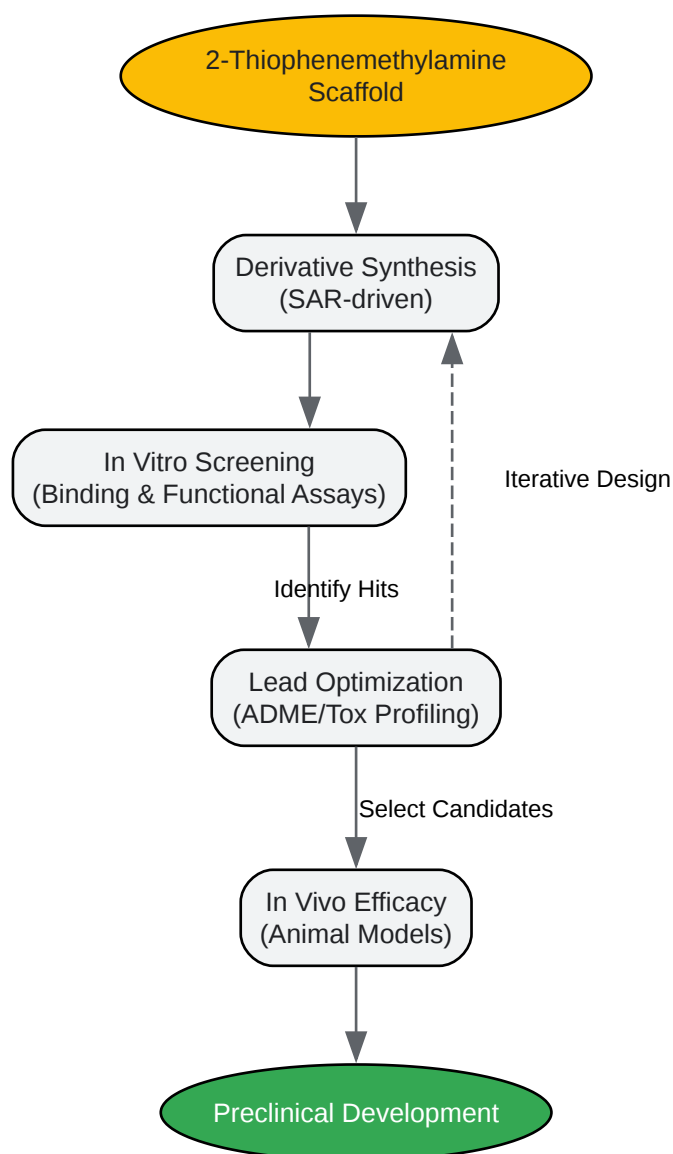 2-Thiophenemethylamine
Scaffold
Derivative Synthesis
(SAR-driven)
In Vitro Screening
(Binding & Functional Assays)
Iterative Design
Identify Hits
Lead Optimization
(ADME/Tox Profiling)
Select Candidates
In Vivo Efficacy
(Animal Models)
Preclinical Development